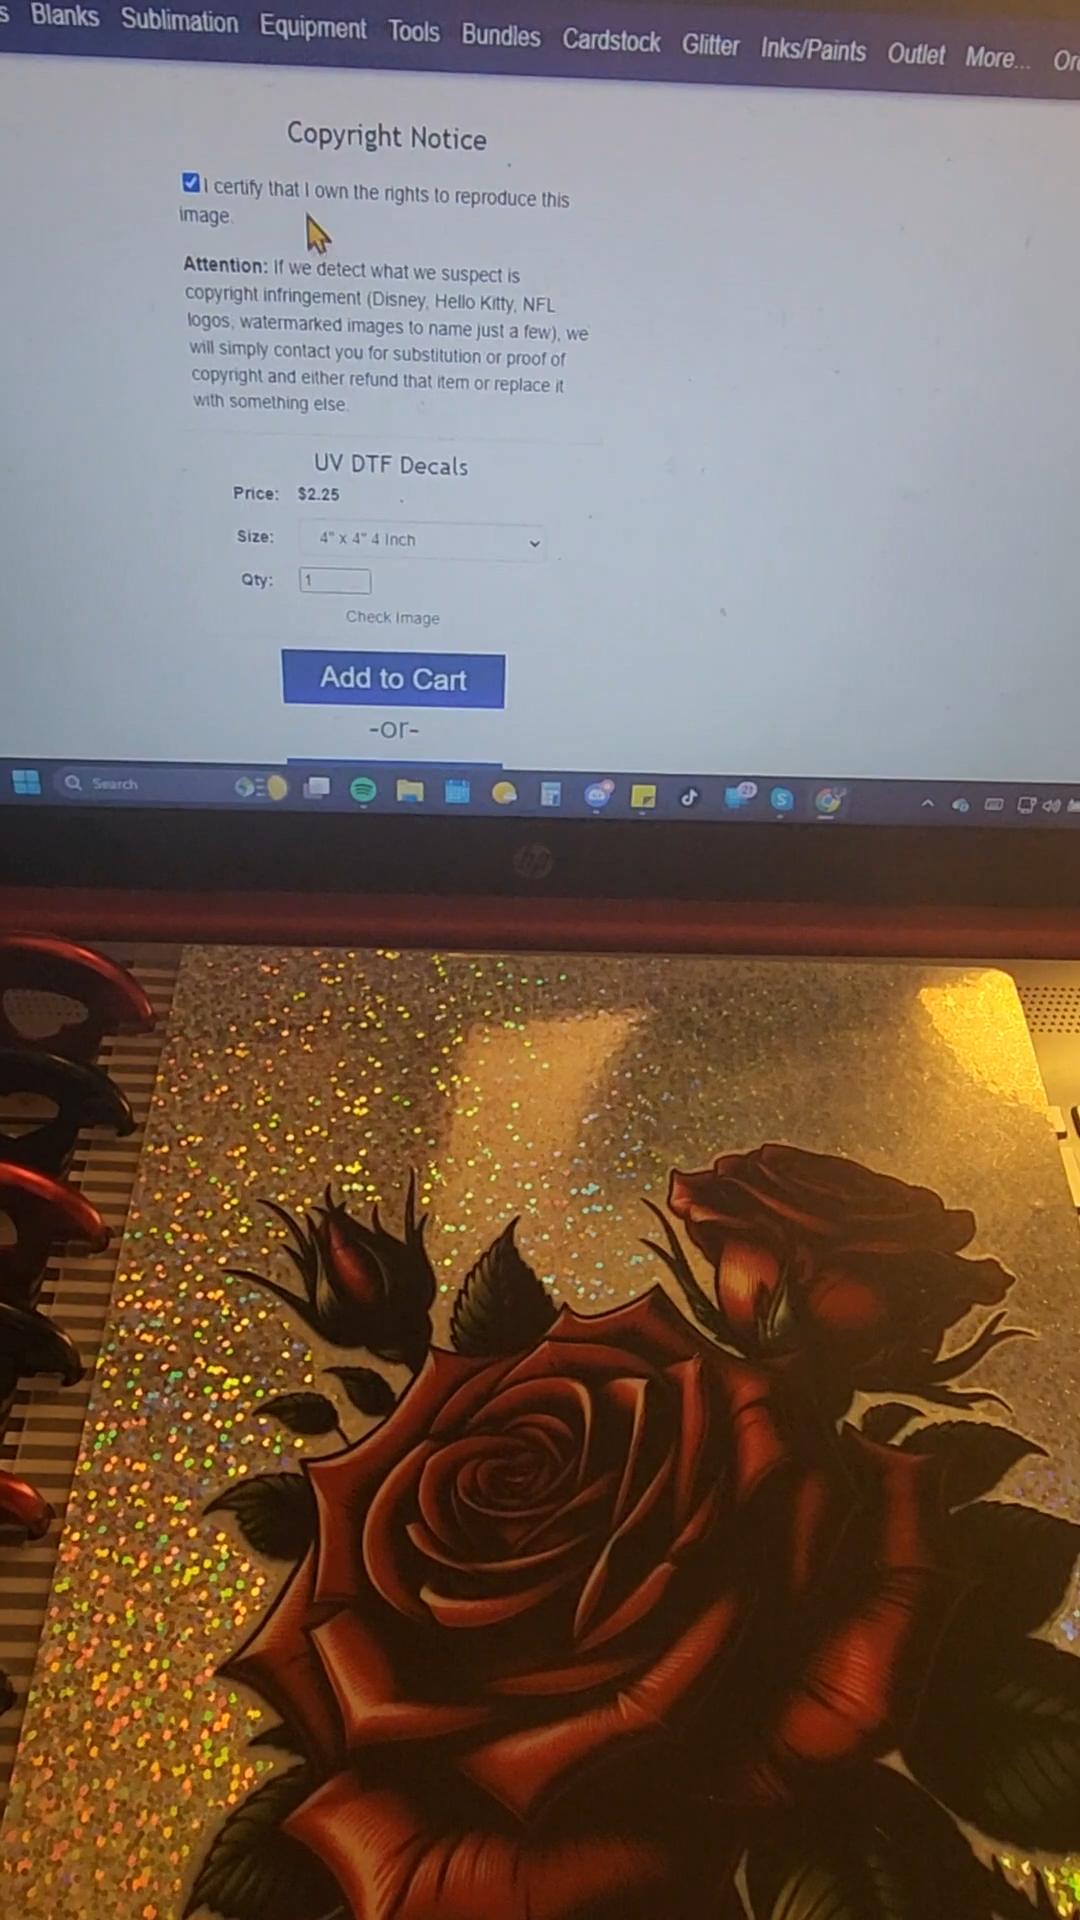 Blanks Sublimation Equipment Tools Bundles Cardstock Glitter Inks/Paints Outlet More...
Copyright Notice
I certify that I own the rights to reproduce this
image.
Attention: If we detect what we suspect is
copyright infringement (Disney, Hello Kitty, NFL
logos, watermarked images to name just a few), we
will simply contact you for substitution or proof of
copyright and either refund that item or replace it
with something else.
UV DTF Decals
Price: $2.25
Size: 4" x 4" 4 Inch
Qty: 1
Check Image
Add to Cart
-or-
Search
hp